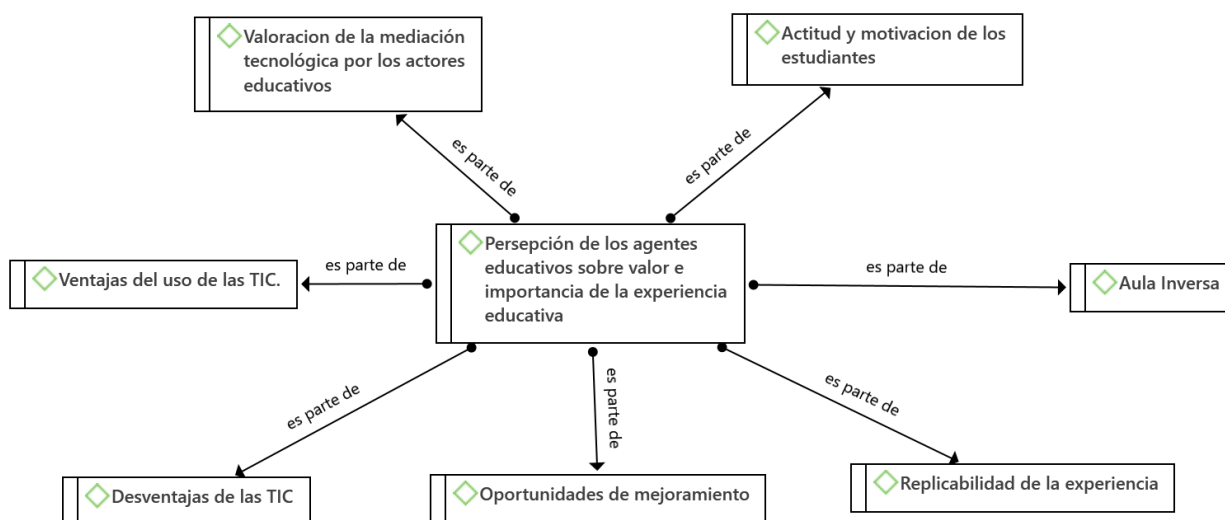 Valoracion de la mediación
tecnológica por los actores
educativos
Actitud y motivacion de los
estudiantes
es parte de
es parte de
Persepción de los agentes
educativos sobre valor e
importancia de la experiencia
educativa
Ventajas del uso de las TIC.
es parte de
es parte de
Aula Inversa
es parte de
es parte de
es parte de
Desventajas de las TIC
Oportunidades de mejoramiento
Replicabilidad de la experiencia